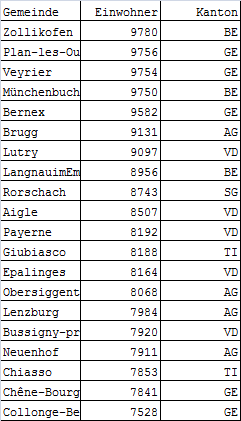 Gemeinde Einwohner Kanton
Zollikofen 9780 BE
Plan-les-Ou 9756 GE
Veyrier 9754 GE
Münchenbuch 9750 BE
Bernex 9582 GE
Brugg 9131 AG
Lutry 9097 VD
LangnauimEm 8956 BE
Rorschach 8743 SG
Aigle 8507 VD
Payerne 8192 VD
Giubiasco 8188 TI
Epalinges 8164 VD
Obersiggent 8068 AG
Lenzburg 7984 AG
Bussigny-pr 7920 VD
Neuenhof 7911 AG
Chiasso 7853 TI
Chêne-Bourg 7841 GE
Collonge-Be 7528 GE